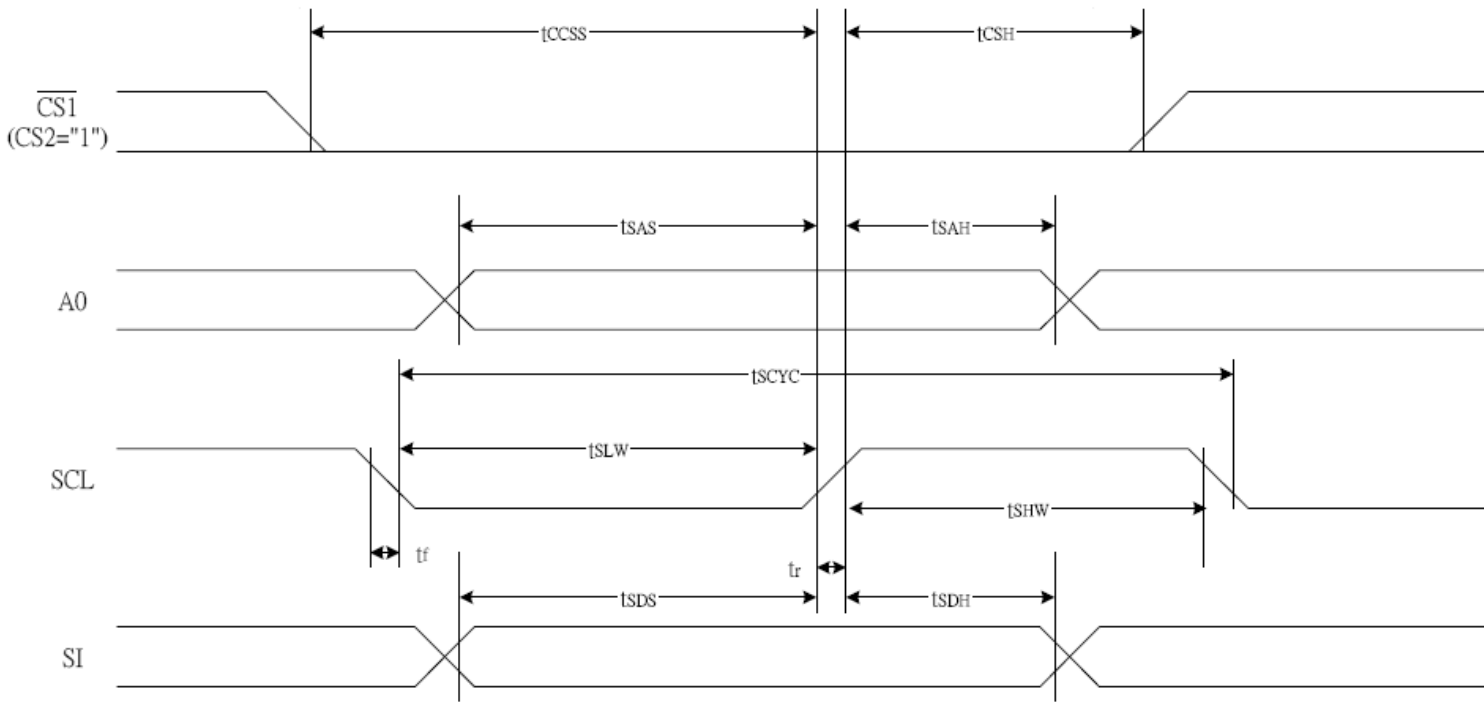 tCCSS
tCSH
CS1
(CS2="1")
tSAS
tSAH
A0
tSCYC
tSLW
SCL
tSHW
tf
tr
tSDS
tSDH
SI